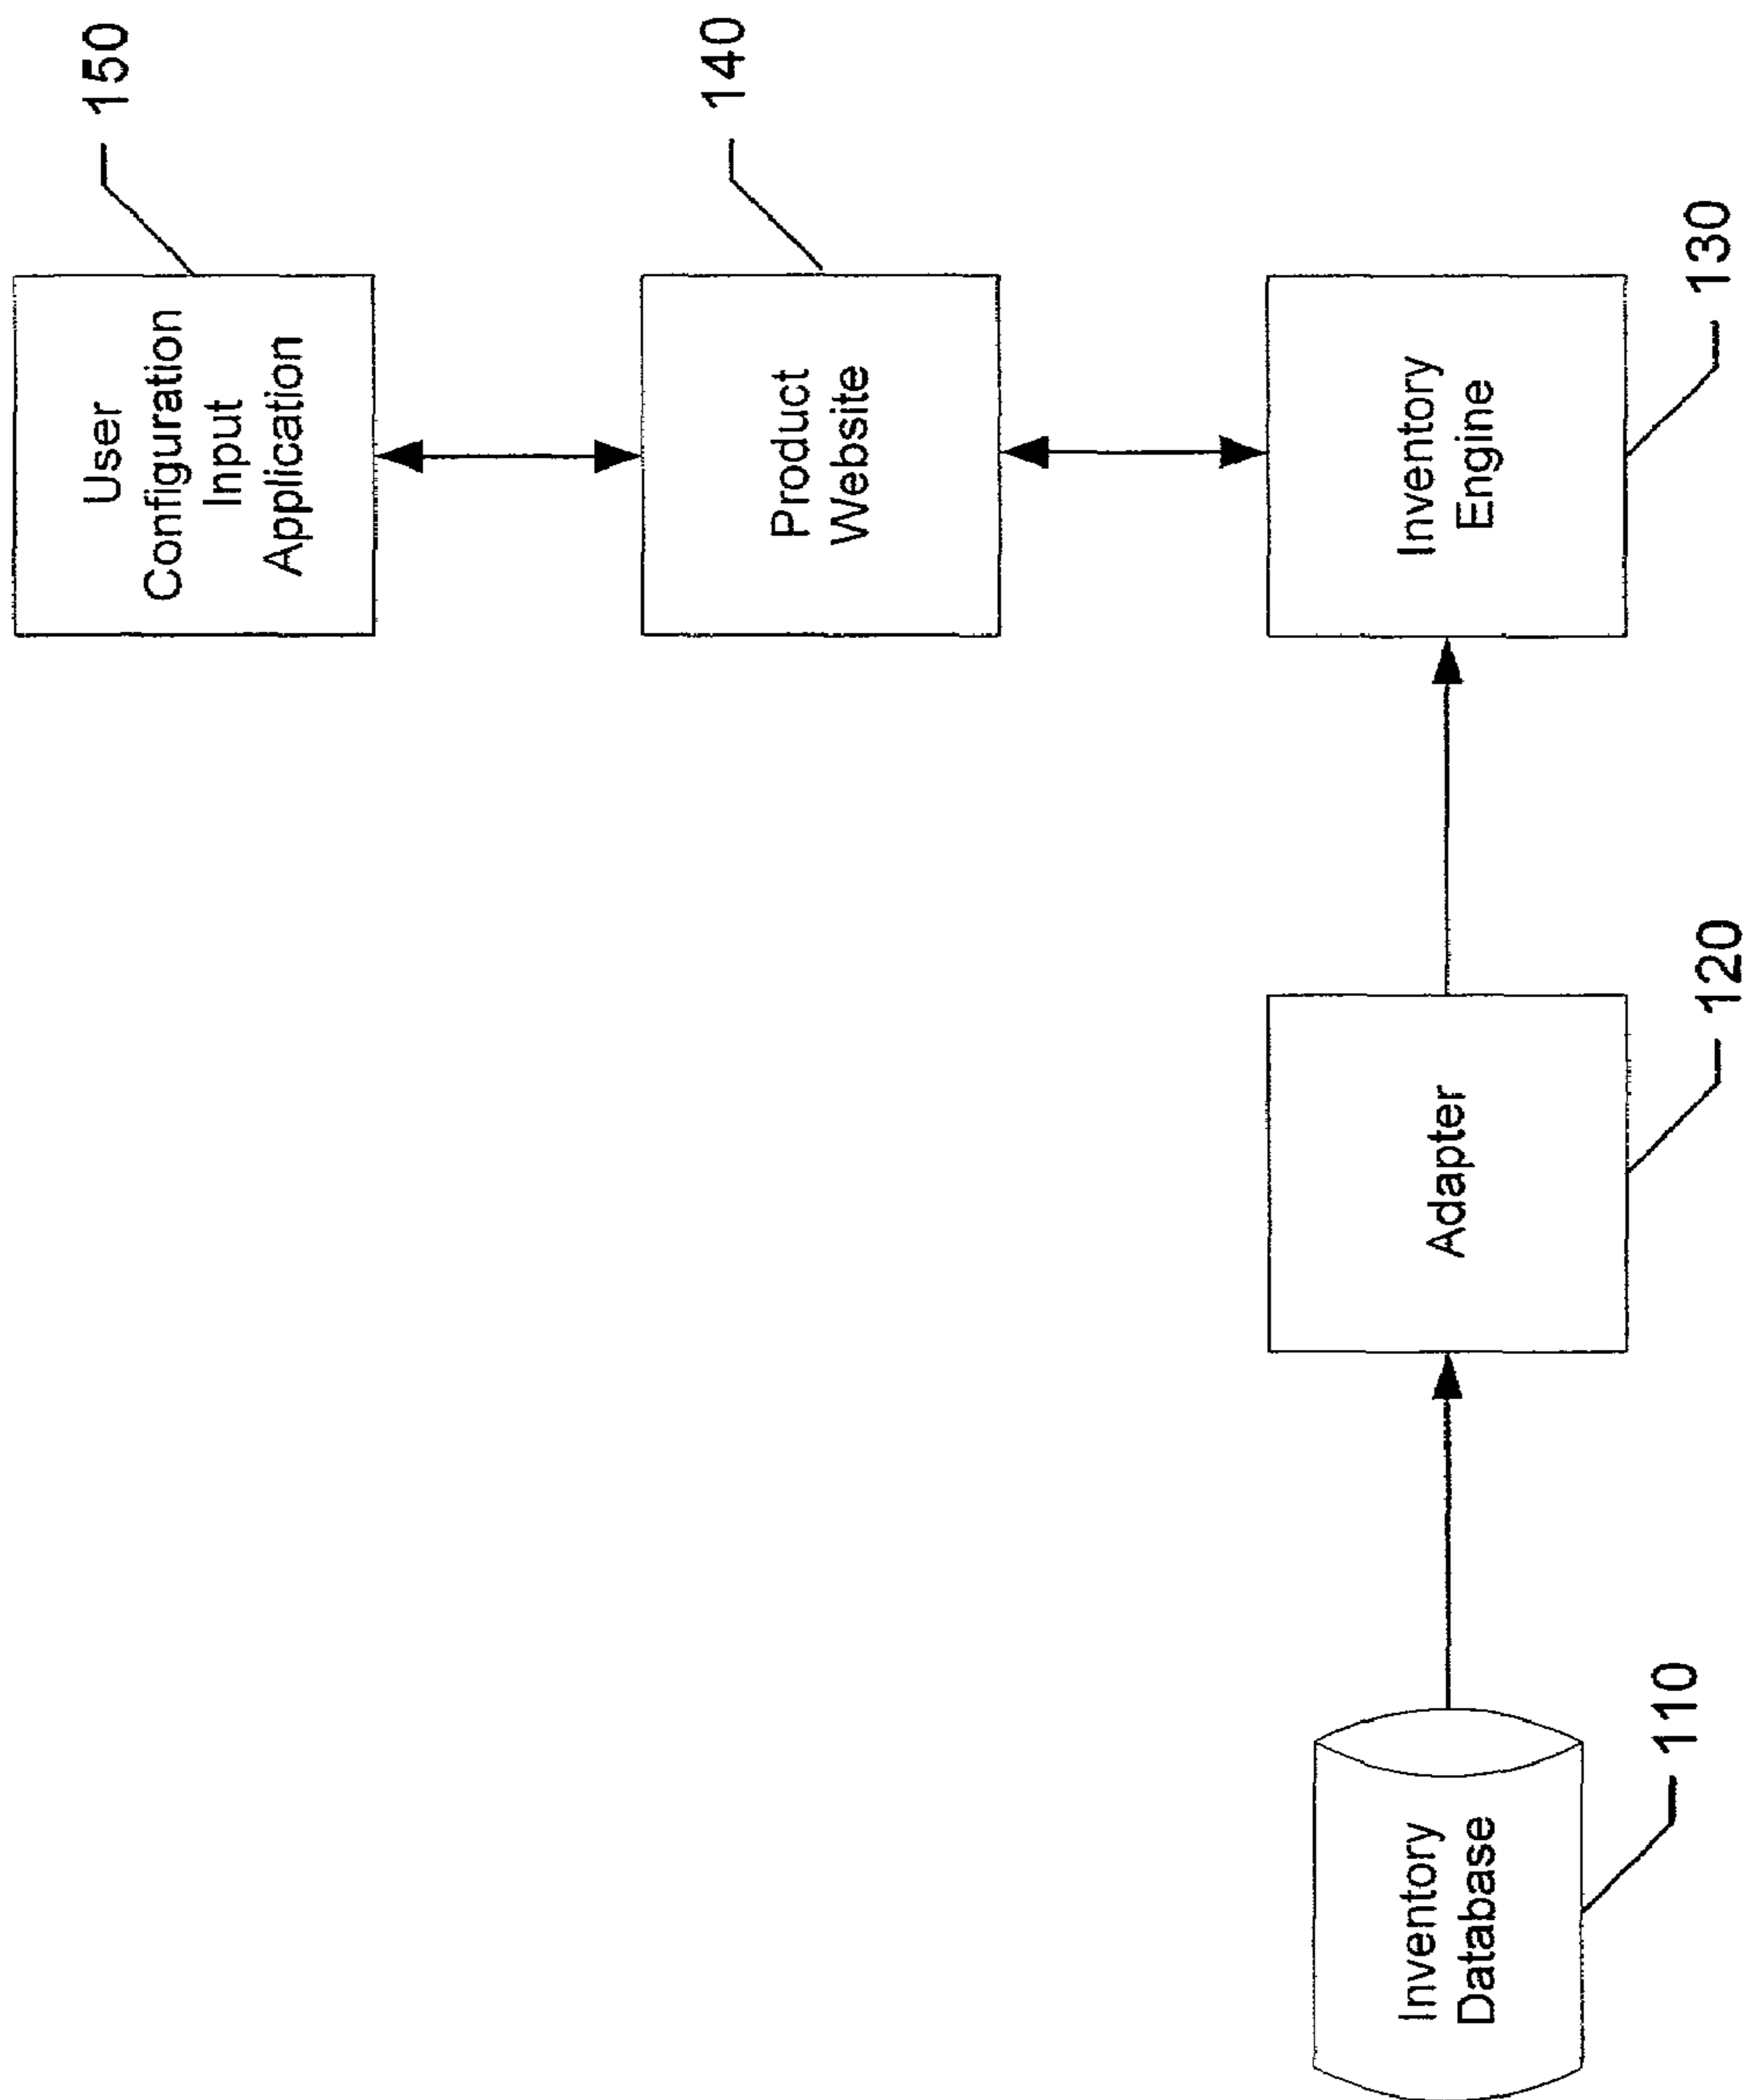 User
Configuration
Input
Application
150
Product
Website
140
Inventory
Engine
130
Adapter
120
Inventory
Database
110